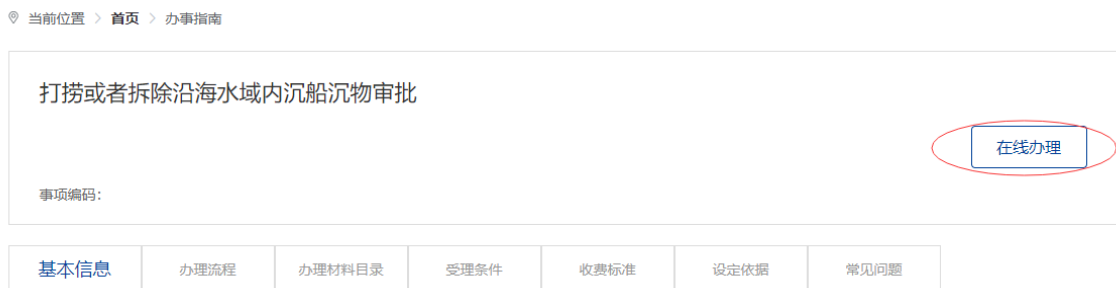 当前位置 > 首页 > 办事指南
打捞或者拆除沿海水域内沉船沉物审批
在线办理
事项编码：
基本信息 办理流程 办理材料目录 受理条件 收费标准 设定依据 常见问题